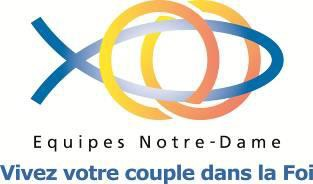 Equipes Notre-Dame
Vivez votre couple dans la Foi